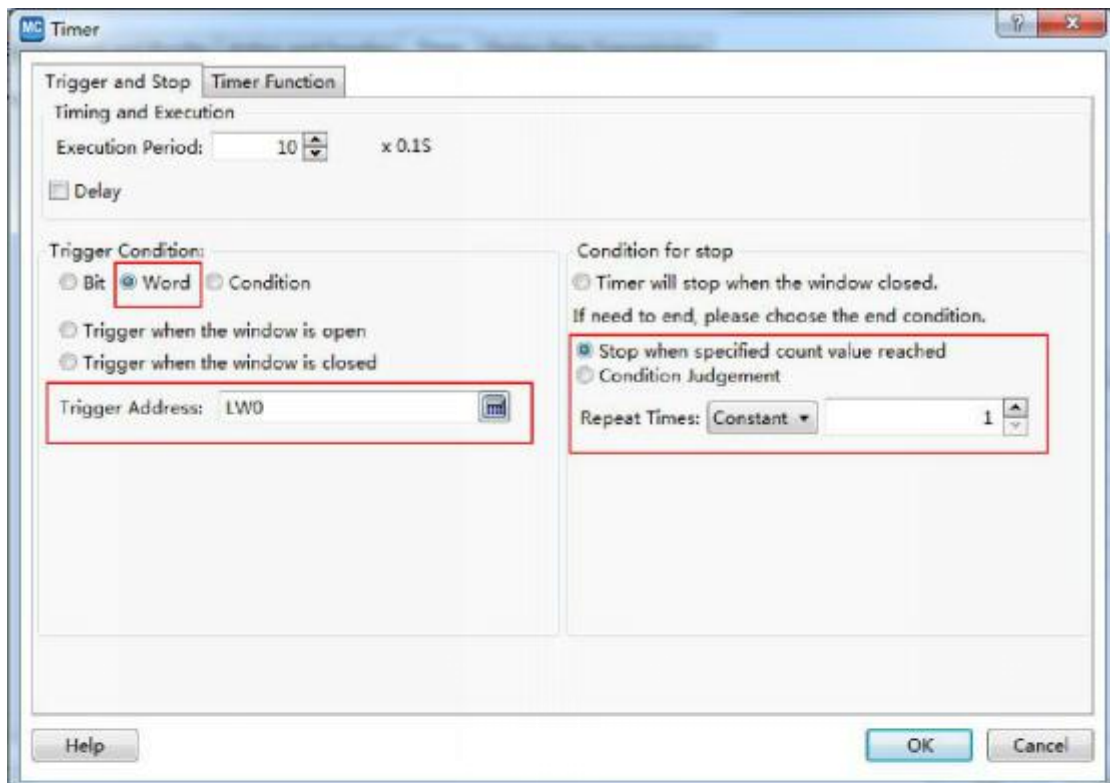 MC Timer
Trigger and Stop Timer Function
Timing and Execution
Execution Period: 10 x 0.1S
Delay
Trigger Condition:
Bit Word Condition
Trigger when the window is open
Trigger when the window is closed
Trigger Address: LW0
Condition for stop
Timer will stop when the window closed.
If need to end, please choose the end condition.
Stop when specified count value reached
Condition Judgement
Repeat Times: Constant 1
Help OK Cancel